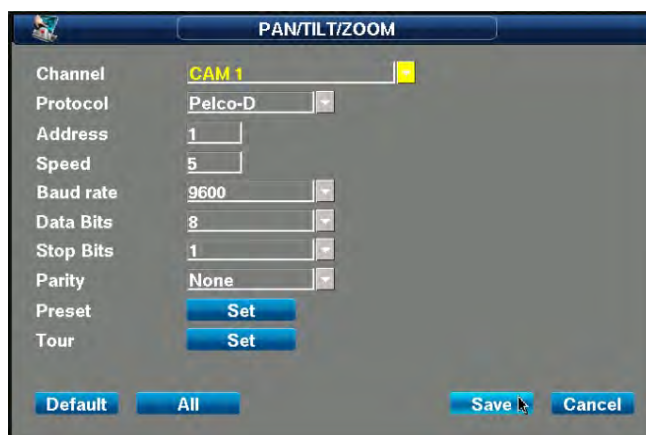 PAN/TILT/ZOOM
Channel CAM 1
Protocol Pelco-D
Address 1
Speed 5
Baud rate 9600
Data Bits 8
Stop Bits 1
Parity None
Preset Set
Tour Set
Default All Save Cancel